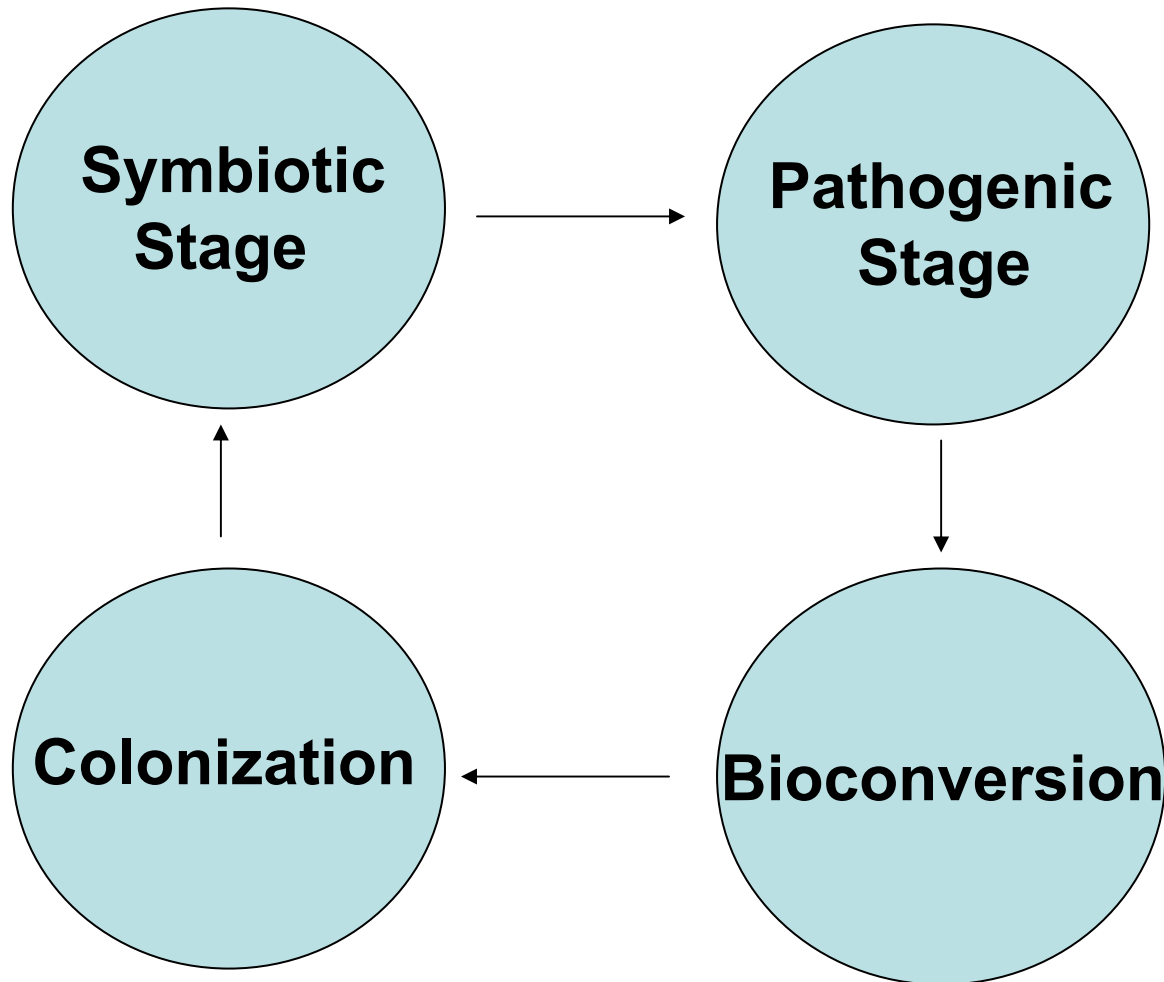 Symbiotic
Stage
Pathogenic
Stage
Colonization
Bioconversion